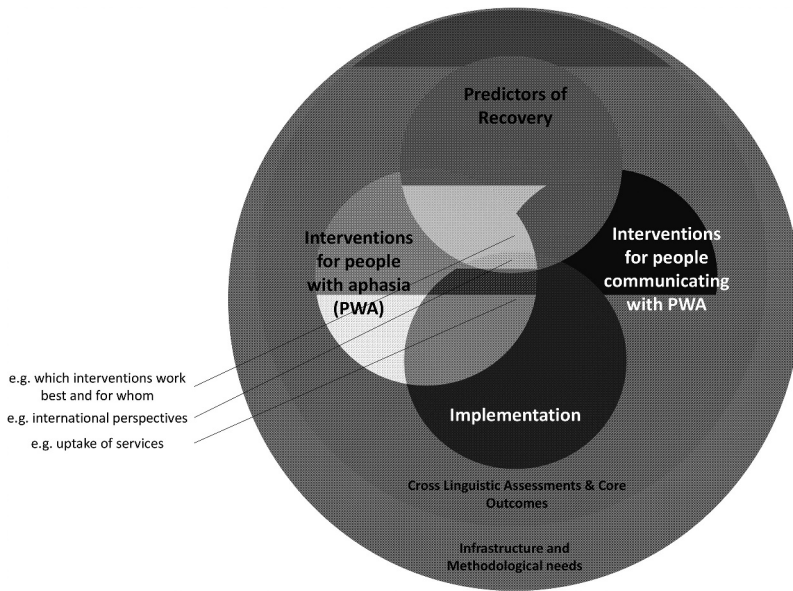 Predictors of
Recovery
Interventions
for people
with aphasia
(PWA)
Interventions
for people
communicating
with PWA
e.g. which interventions work
best and for whom
e.g. international perspectives
e.g. uptake of services
Implementation
Cross Linguistic Assessments & Core
Outcomes
Infrastructure and
Methodological needs